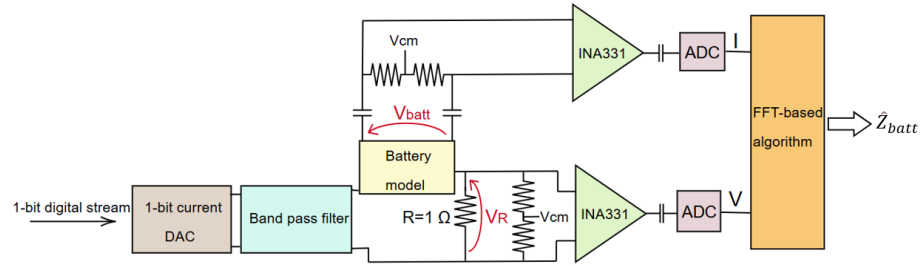 Vcm
INA331
ADC
I
Vbatt
FFT-based
algorithm
Ẑbatt
Battery
model
1-bit digital stream
1-bit current
DAC
Band pass filter
R=1 Ω
VR
Vcm
INA331
ADC
V